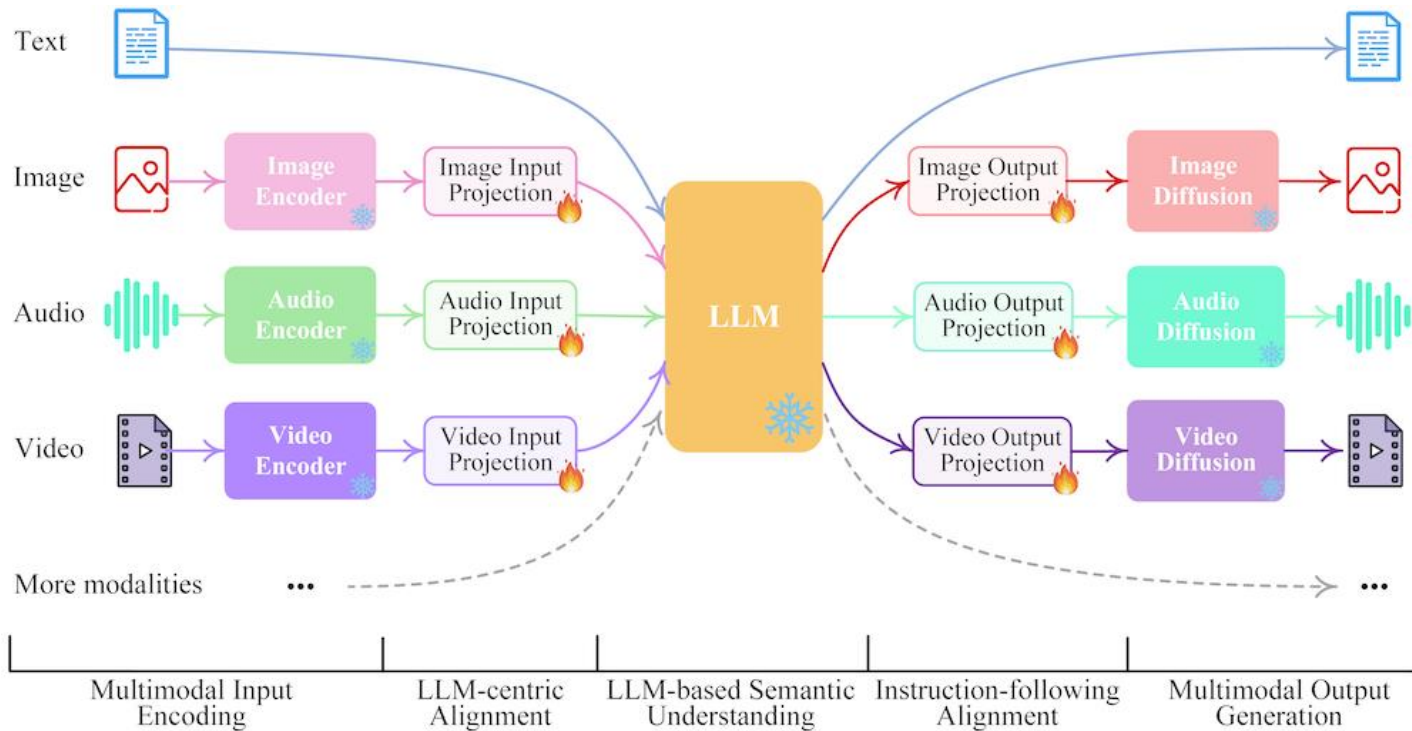 Text
Image
Image
Encoder
Image Input
Projection
Image Output
Projection
Image
Diffusion
Audio
Audio
Encoder
Audio Input
Projection
LLM
Audio Output
Projection
Audio
Diffusion
Video
Video
Encoder
Video Input
Projection
Video Output
Projection
Video
Diffusion
More modalities ... ...
Multimodal Input
Encoding
LLM-centric
Alignment
LLM-based Semantic
Understanding
Instruction-following
Alignment
Multimodal Output
Generation